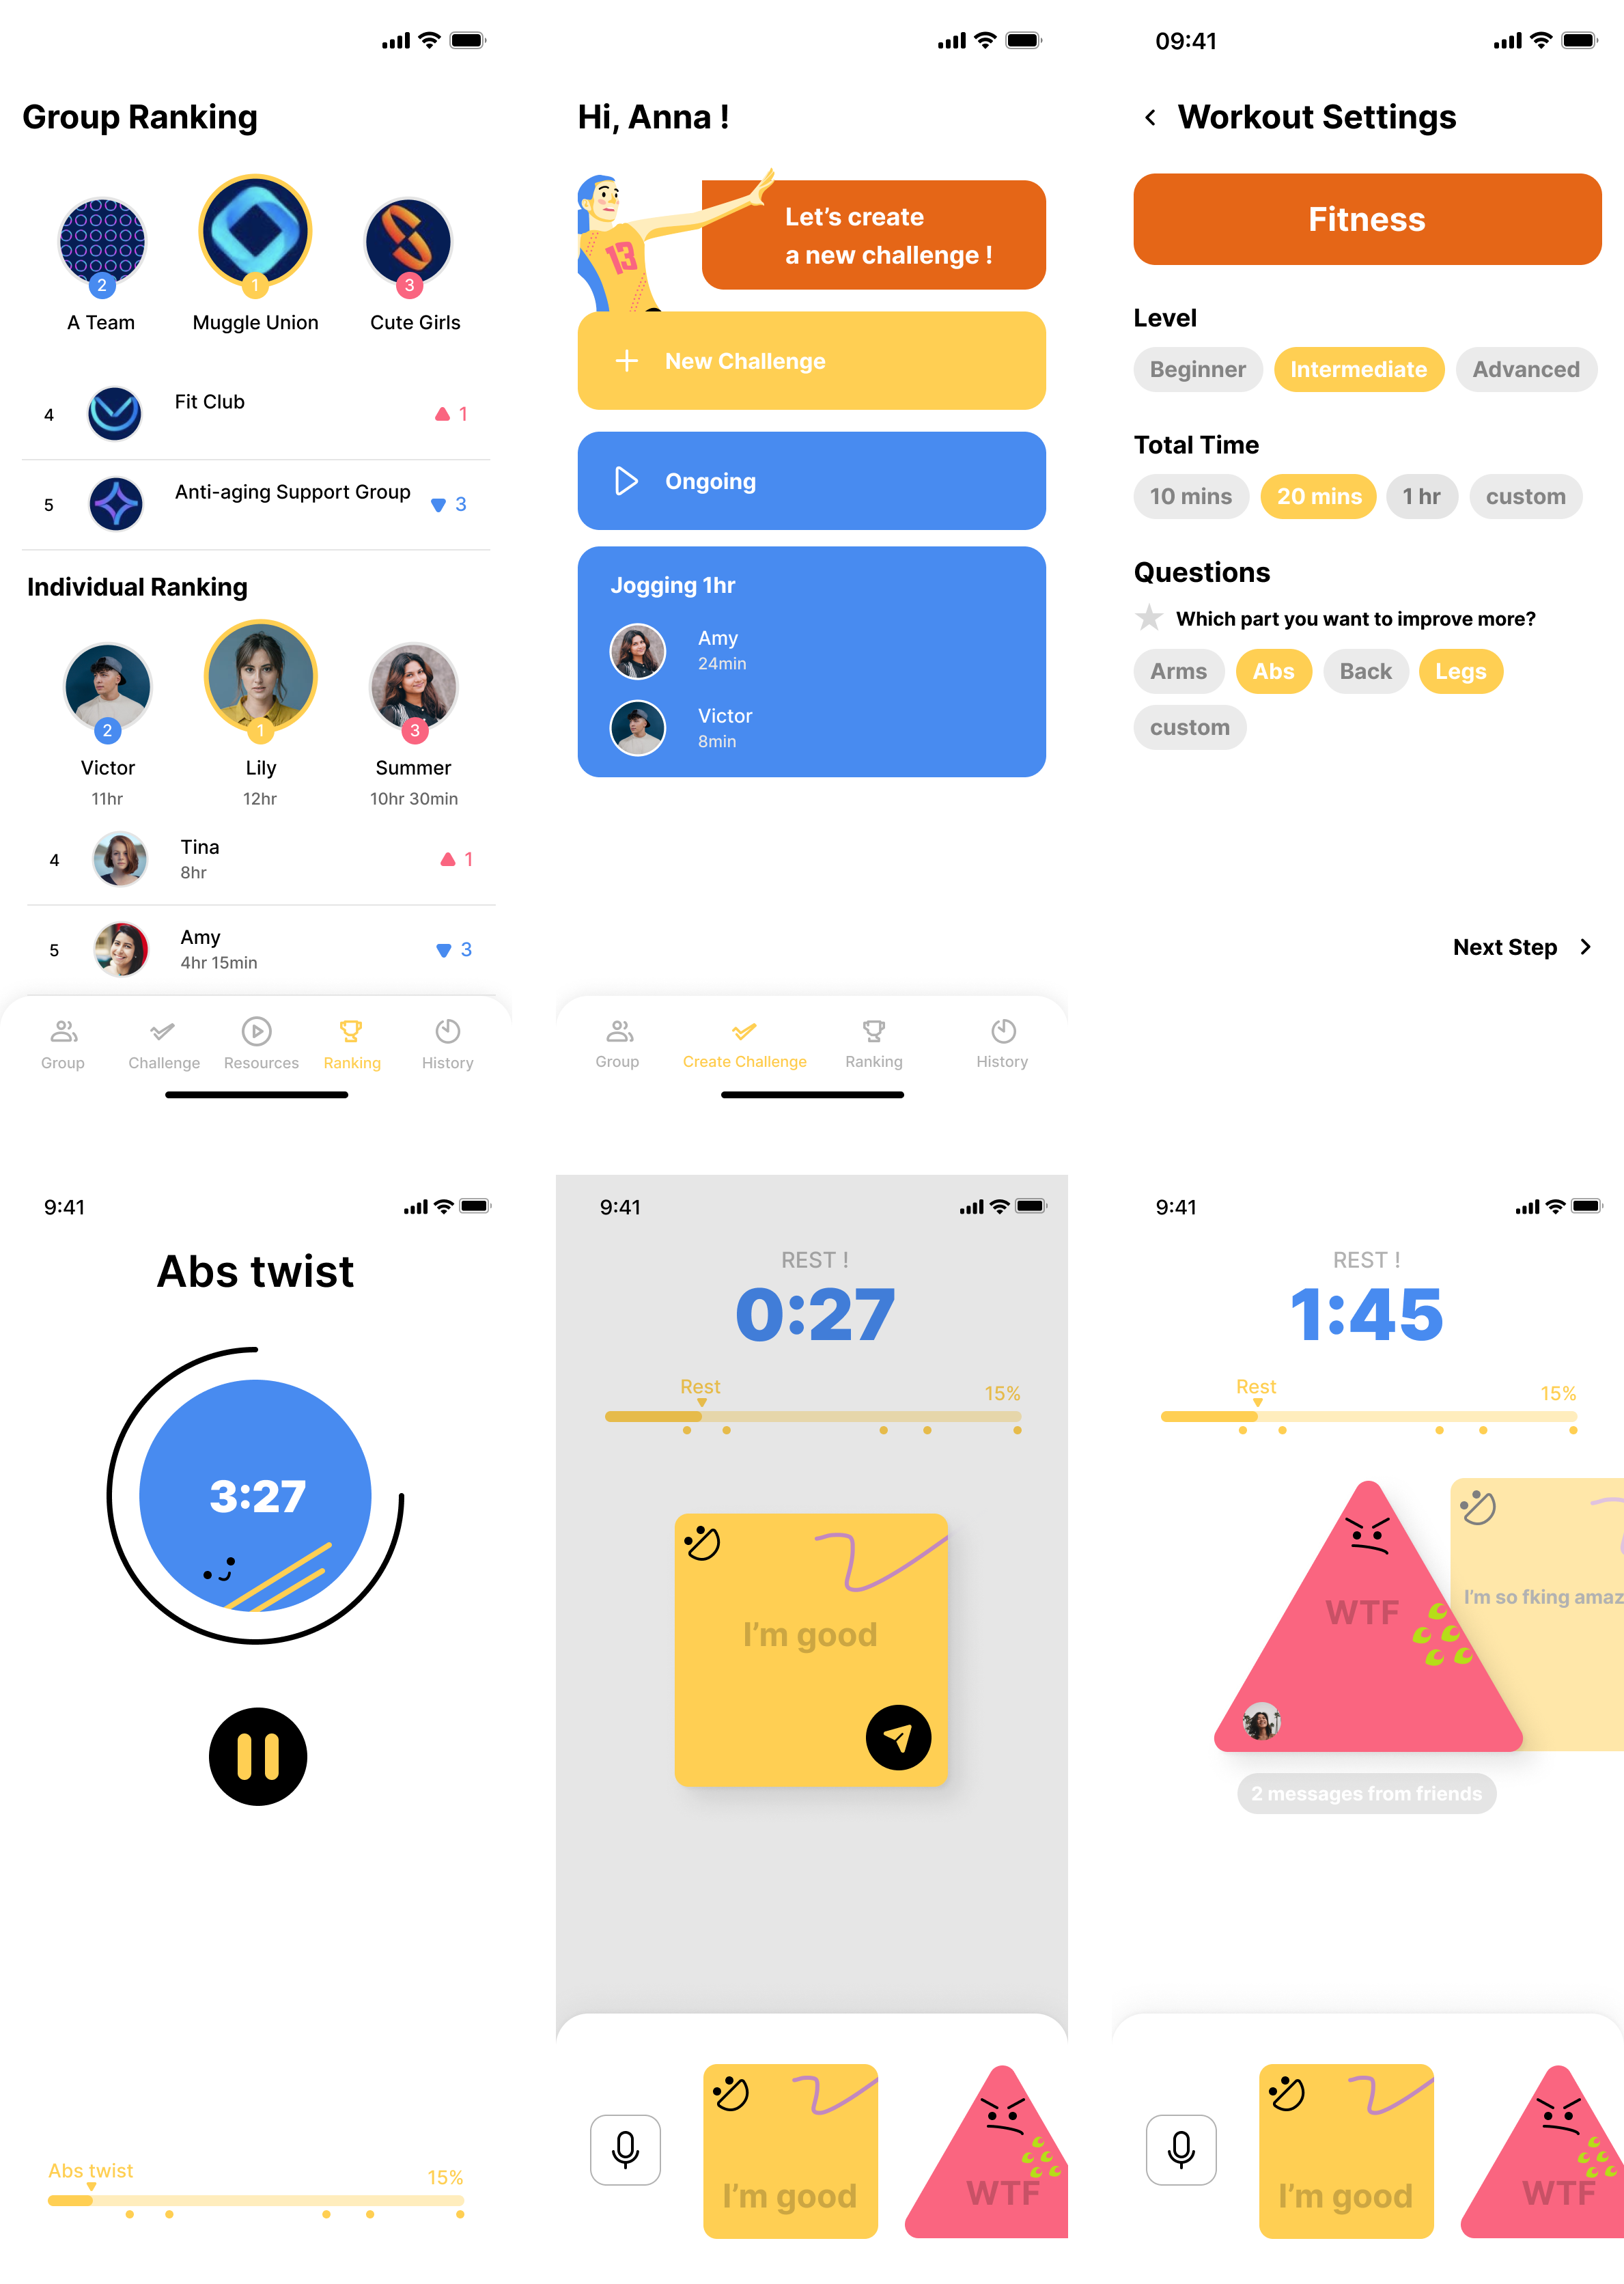 Group Ranking
2
1
3
A Team
Muggle Union
Cute Girls
4
Fit Club
1
5
Anti-aging Support Group
3
Individual Ranking
2
1
3
Victor
Lily
Summer
11hr
12hr
10hr 30min
4
Tina
8hr
1
5
Amy
4hr 15min
3
Group
Challenge
Resources
Ranking
History
Hi, Anna !
13
Let’s create
a new challenge !
New Challenge
Ongoing
Jogging 1hr
Amy
24min
Victor
8min
Group
Create Challenge
Ranking
History
09:41
Workout Settings
Fitness
Level
Beginner
Intermediate
Advanced
Total Time
10 mins
20 mins
1 hr
custom
Questions
Which part you want to improve more?
Arms
Abs
Back
Legs
custom
Next Step
9:41
Abs twist
3:27
Abs twist
15%
9:41
REST !
0:27
Rest
15%
I’m good
I’m good
WTF
9:41
REST !
1:45
Rest
15%
WTF
I’m so fking amaz
2 messages from friends
I’m good
WTF